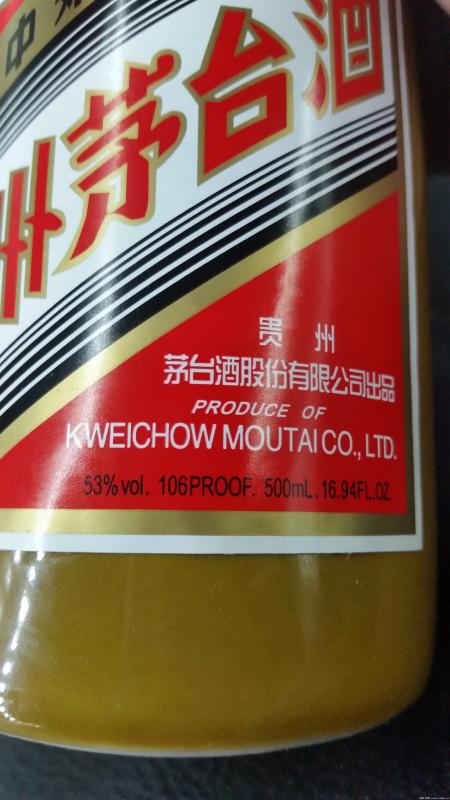 中
州茅台酒
贵 州
茅台酒股份有限公司出品
PRODUCE OF
KWEICHOW MOUTAI CO., LTD.
53%vol. 106PROOF. 500mL. 16.94FL.OZ.